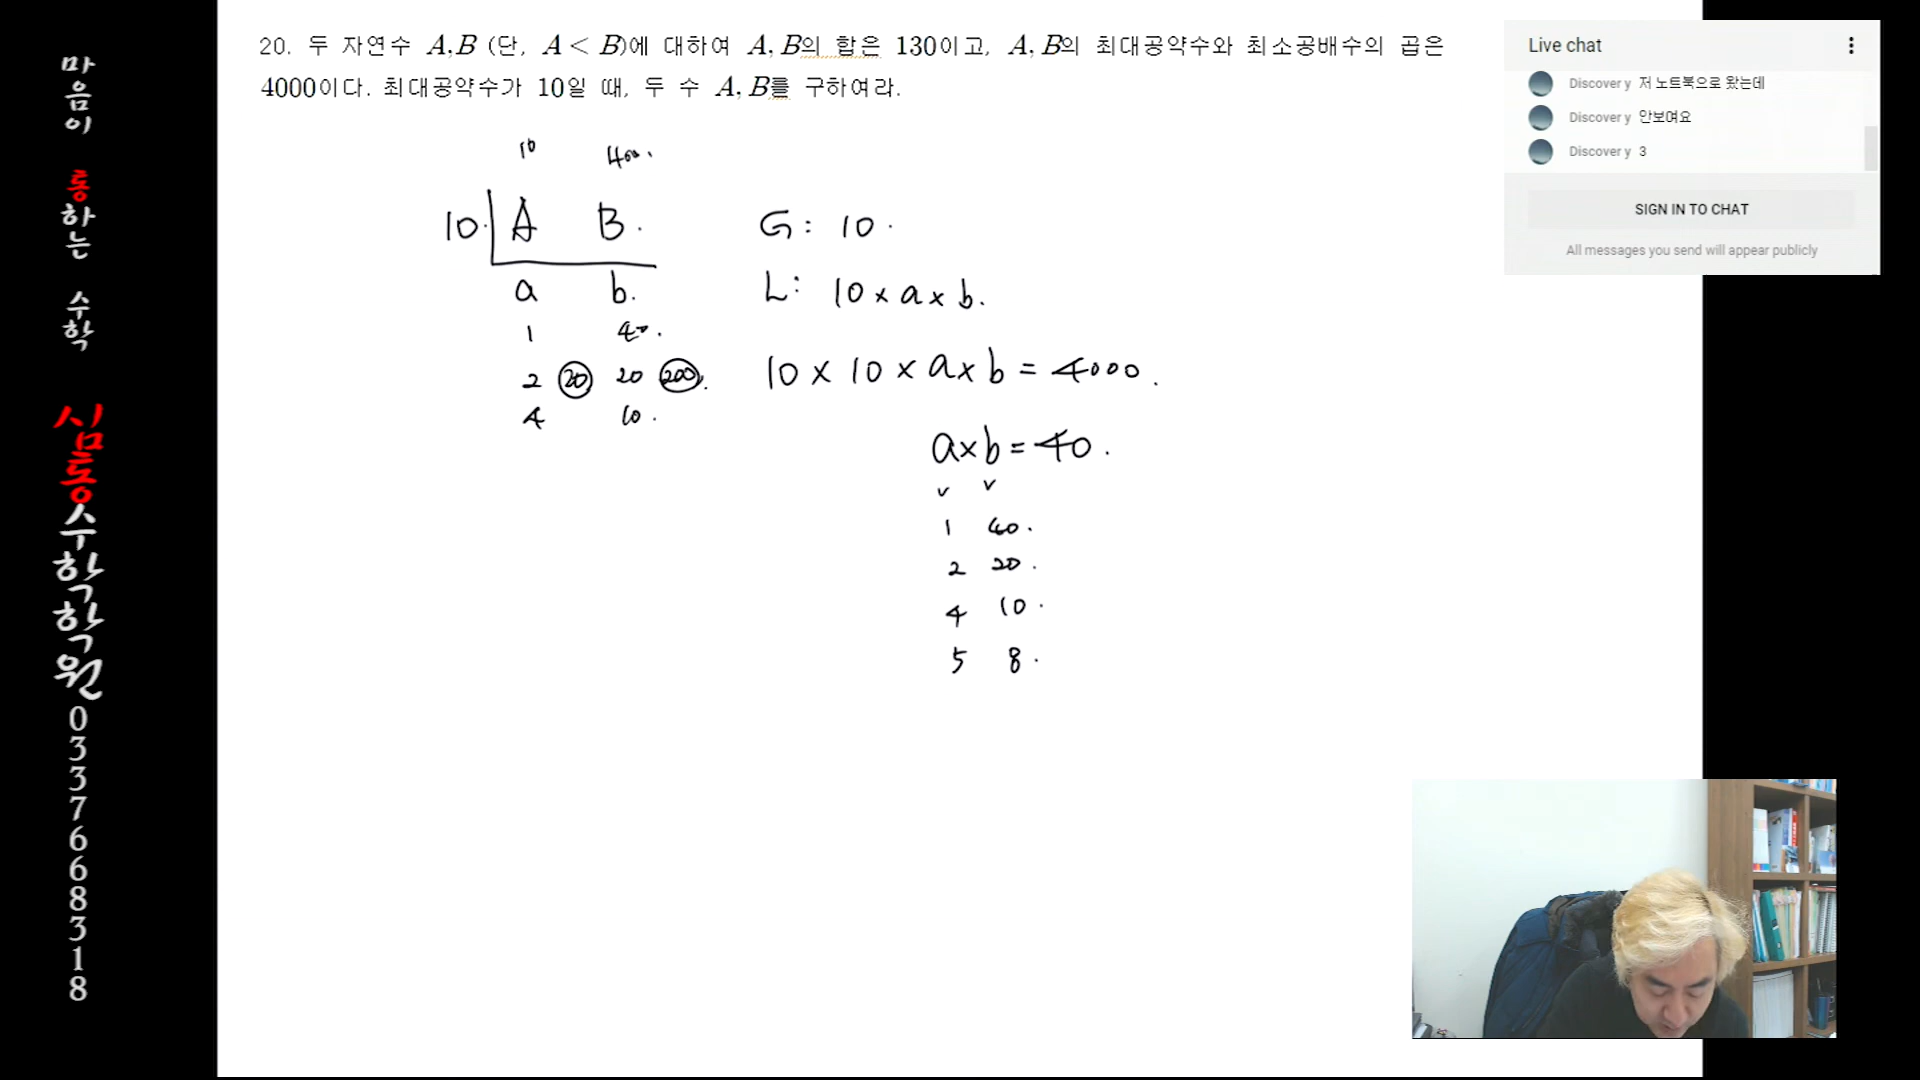 마음이 통하는 수학 심통수학학원 0337668318
20. 두 자연수 A,B (단, A < B)에 대하여 A, B의 합은 130이고, A, B의 최대공약수와 최소공배수의 곱은
4000이다. 최대공약수가 10일 때, 두 수 A, B를 구하여라.
10 400.
10. A B.
a b.
1 40.
2 20 20 200.
4 10.
G: 10.
L: 10 × a × b.
10 × 10 × a × b = 4000.
a×b = 40.
1 40.
2 20.
4 10.
5 8.
Live chat
Discover y 저 노트북으로 왔는데
Discover y 안보여요
Discover y 3
SIGN IN TO CHAT
All messages you send will appear publicly